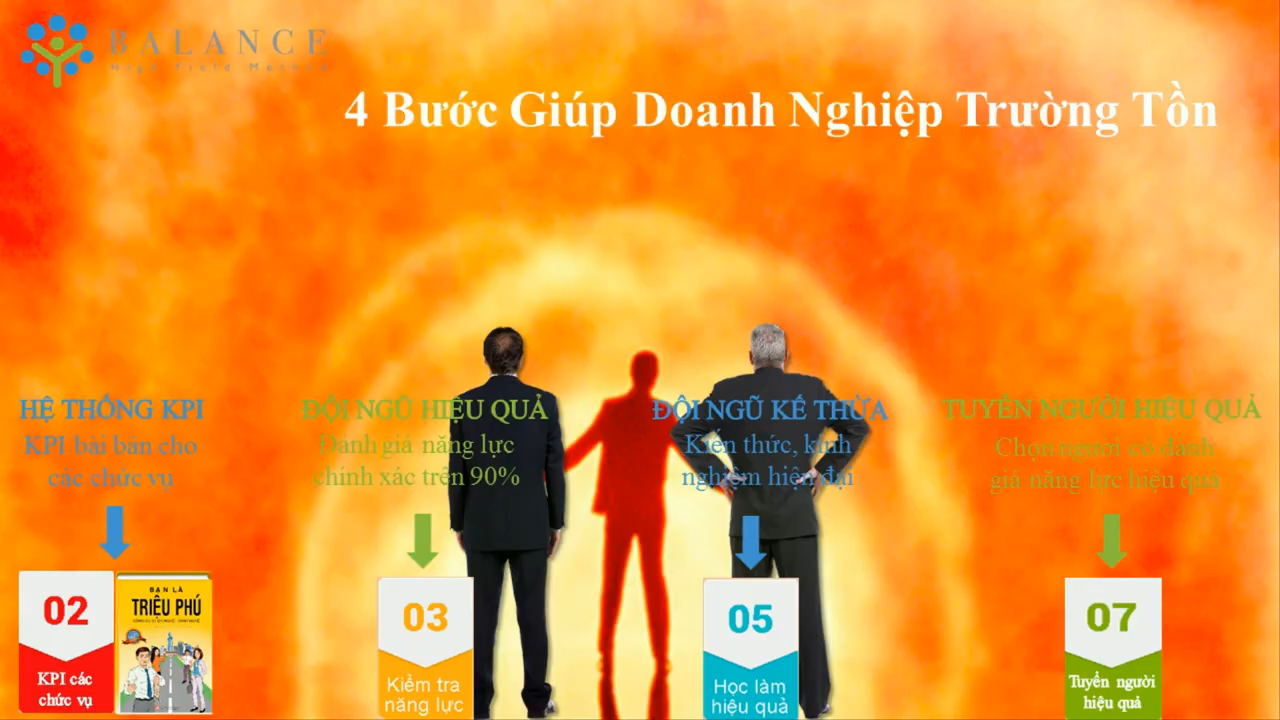 BALANCE
High Yield Method
4 Bước Giúp Doanh Nghiệp Trường Tồn
HỆ THỐNG KPI
KPI bài bản cho
các chức vụ
ĐỘI NGŨ HIỆU QUẢ
Đánh giá năng lực
chính xác trên 90%
ĐỘI NGŨ KẾ THỪA
Kiến thức, kinh
nghiệm hiện đại
TUYỂN NGƯỜI HIỆU QUẢ
Chọn người có đánh
giá năng lực hiệu quả
02
KPI các
chức vụ
BẠN LÀ
TRIỆU PHÚ
03
Kiểm tra
năng lực
05
Học làm
hiệu quả
07
Tuyển người
hiệu quả